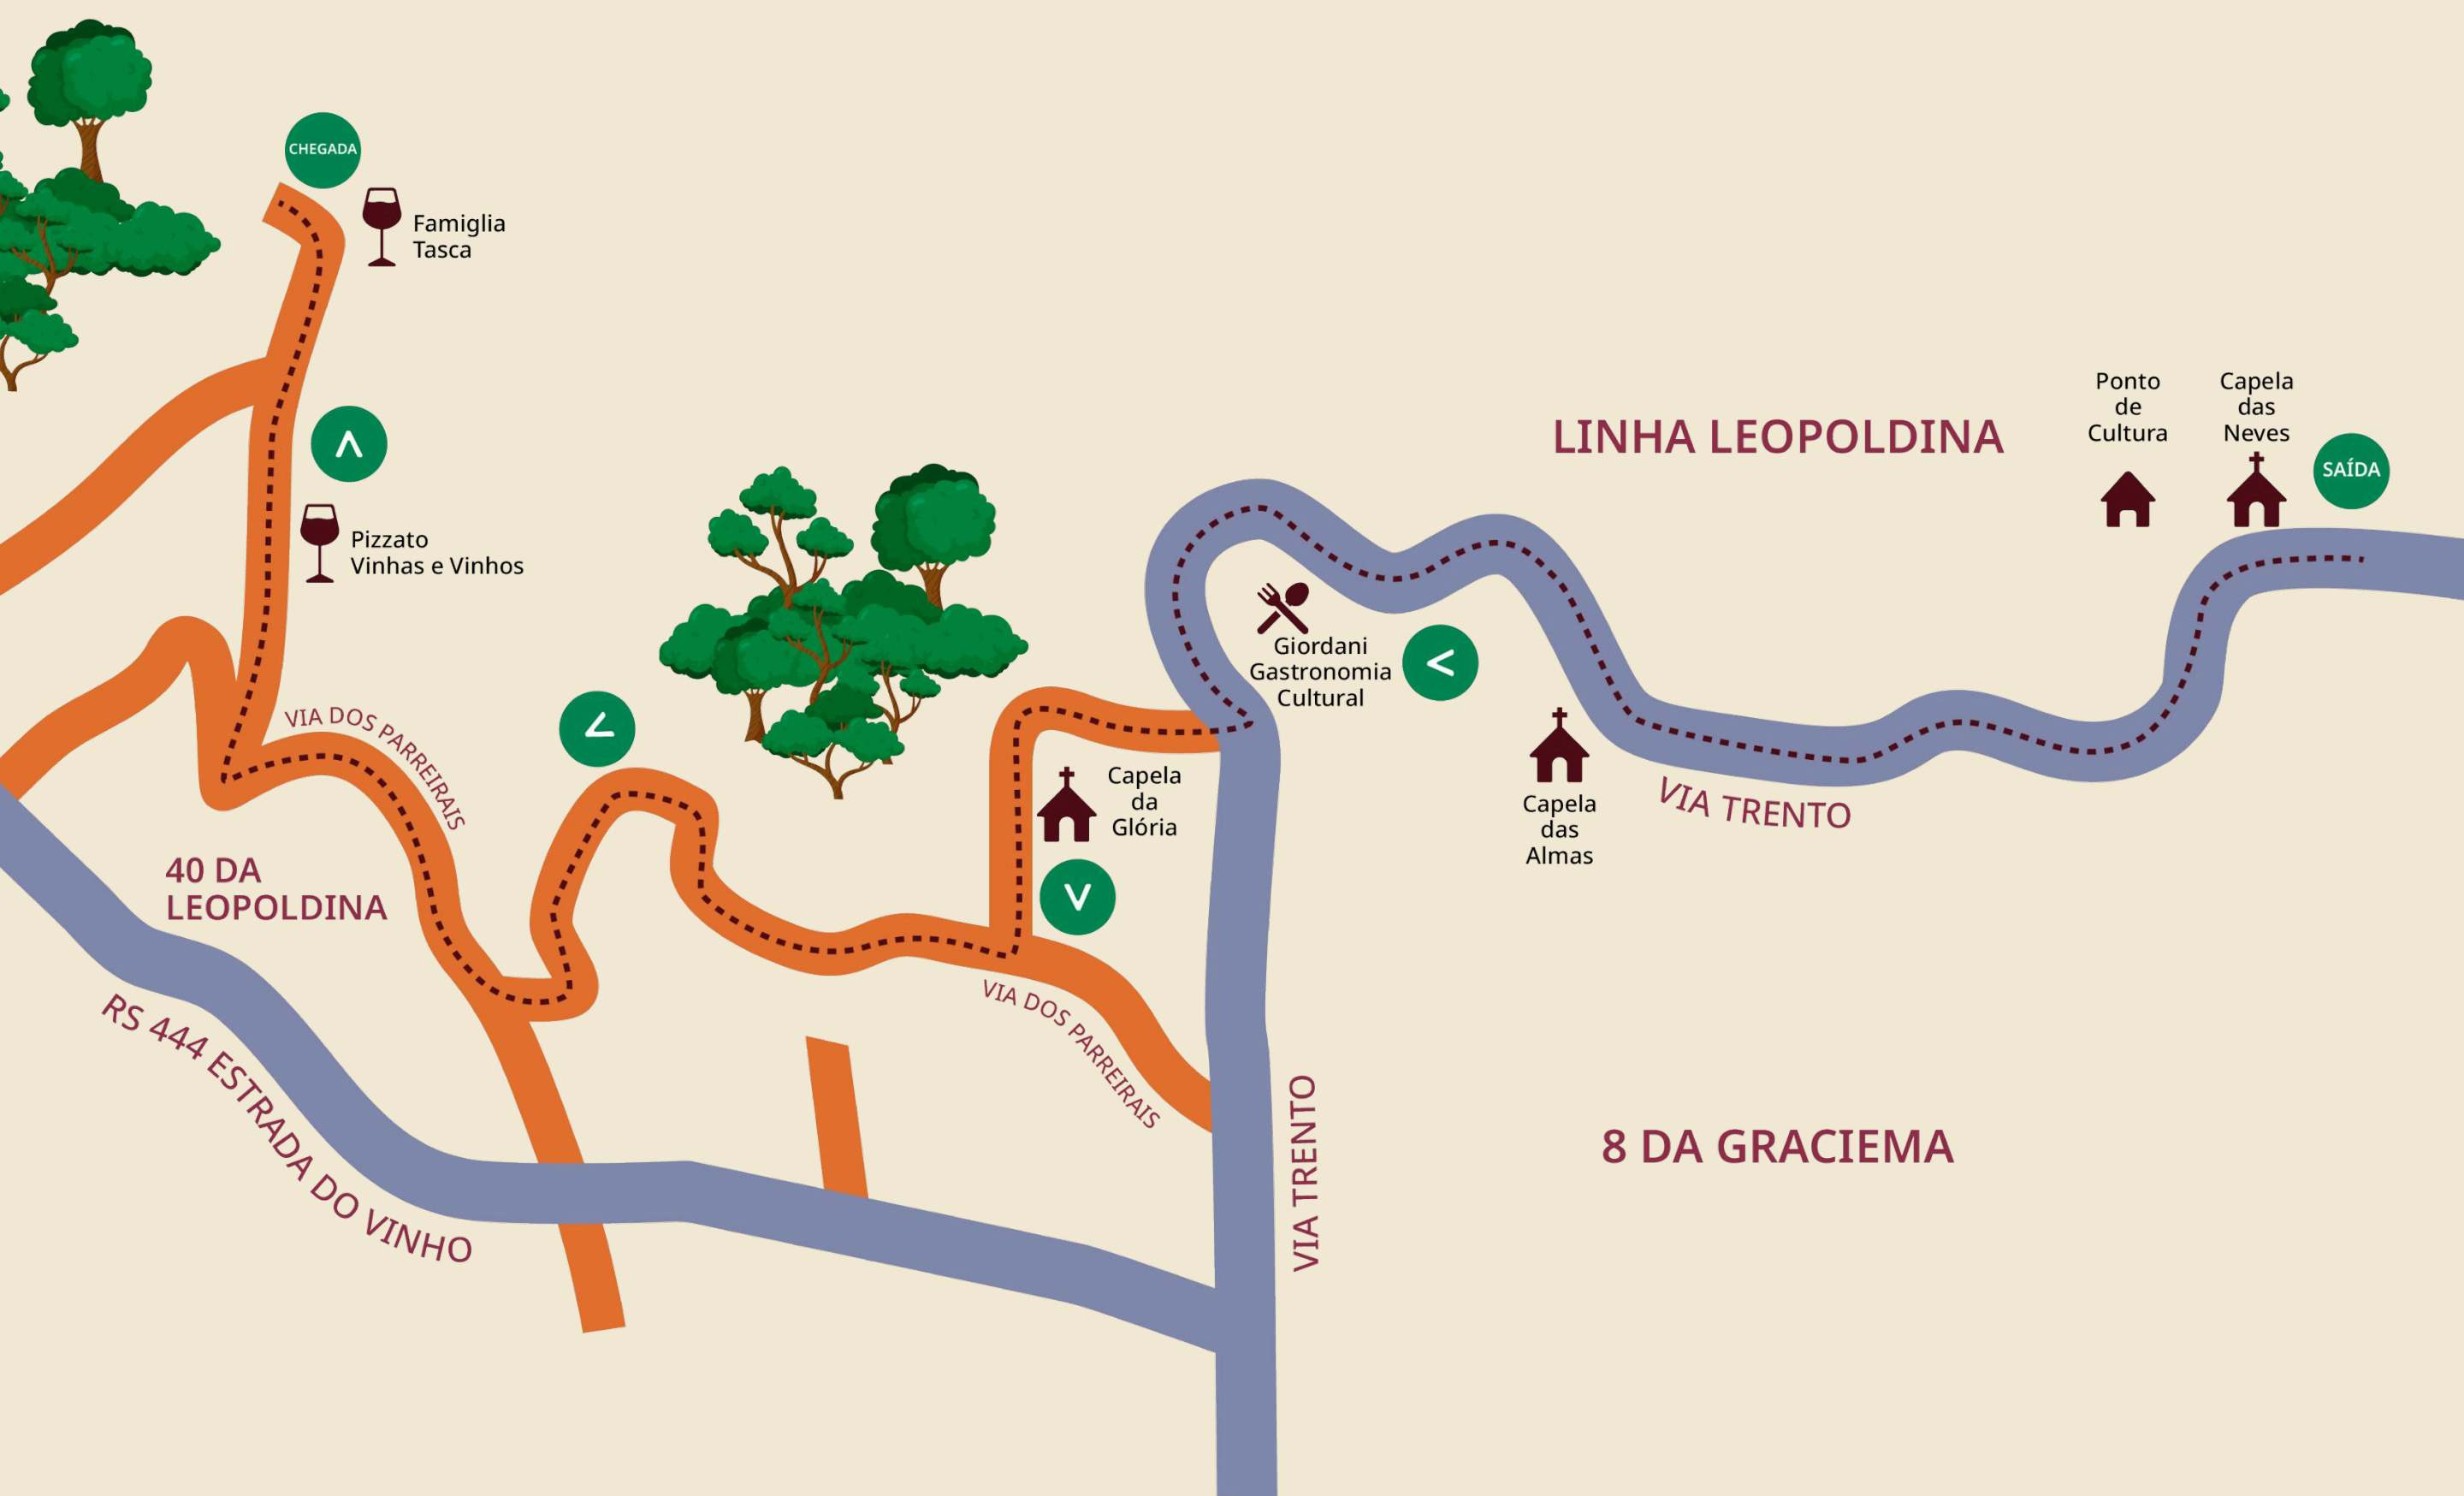 CHEGADA
Famiglia
Tasca
Pizzato
Vinhas e Vinhos
VIA DOS PARREIRAIS
40 DA
LEOPOLDINA
RS 444 ESTRADA DO VINHO
Capela
da
Glória
VIA DOS PARREIRAIS
Giordani
Gastronomia
Cultural
LINHA LEOPOLDINA
Capela
das
Almas
VIA TRENTO
Ponto
de
Cultura
Capela
das
Neves
SAÍDA
VIA TRENTO
8 DA GRACIEMA